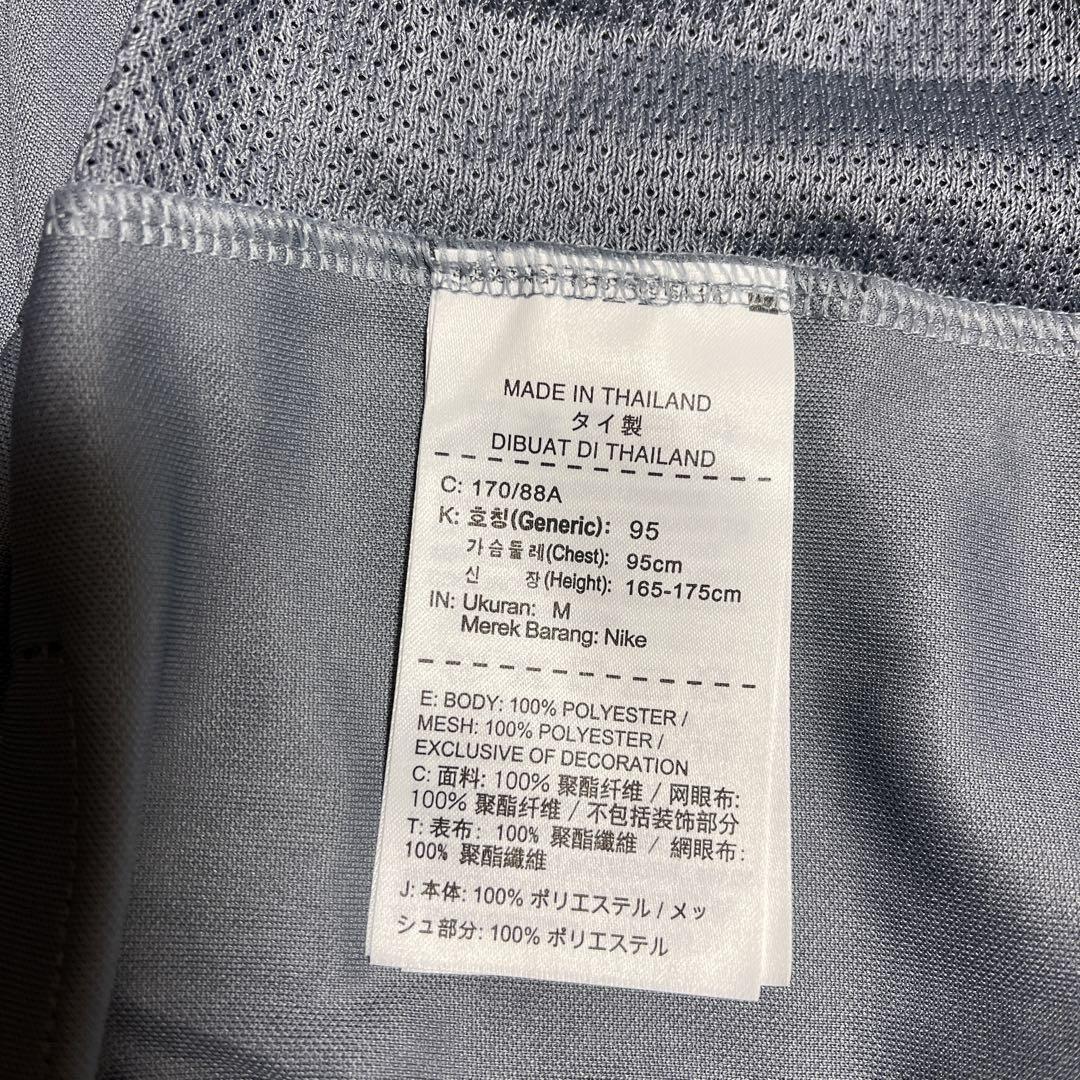 MADE IN THAILAND
タイ製
DIBUAT DI THAILAND
C: 170/88A
K: 호칭(Generic): 95
가슴둘레(Chest): 95cm
신 장(Height): 165-175cm
IN: Ukuran: M
Merek Barang: Nike
E: BODY: 100% POLYESTER /
MESH: 100% POLYESTER /
EXCLUSIVE OF DECORATION
C: 面料: 100% 聚酯纤维 / 网眼布:
100% 聚酯纤维 / 不包括装饰部分
T: 表布: 100% 聚酯纖維 / 網眼布:
100% 聚酯纖維
J: 本体: 100% ポリエステル / メッ
シュ部分: 100% ポリエステル